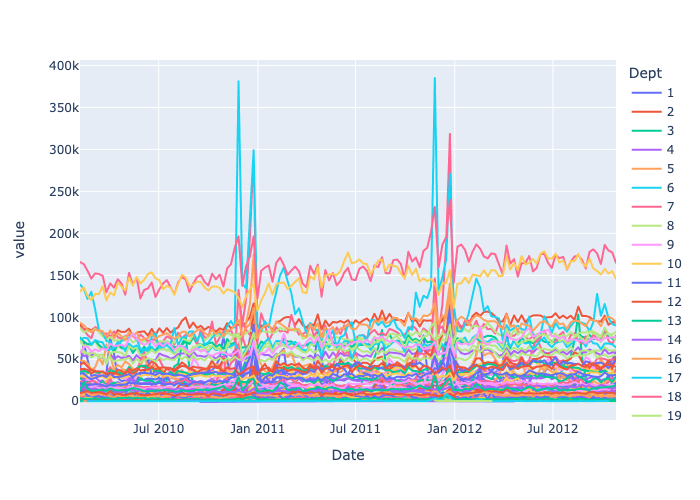 Dept
400k
350k
300k
250k
200k
150k
100k
50k
0
value
Jul 2010
Jan 2011
Jul 2011
Jan 2012
Jul 2012
Date
1
2
3
4
5
6
7
8
9
10
11
12
13
14
16
17
18
19